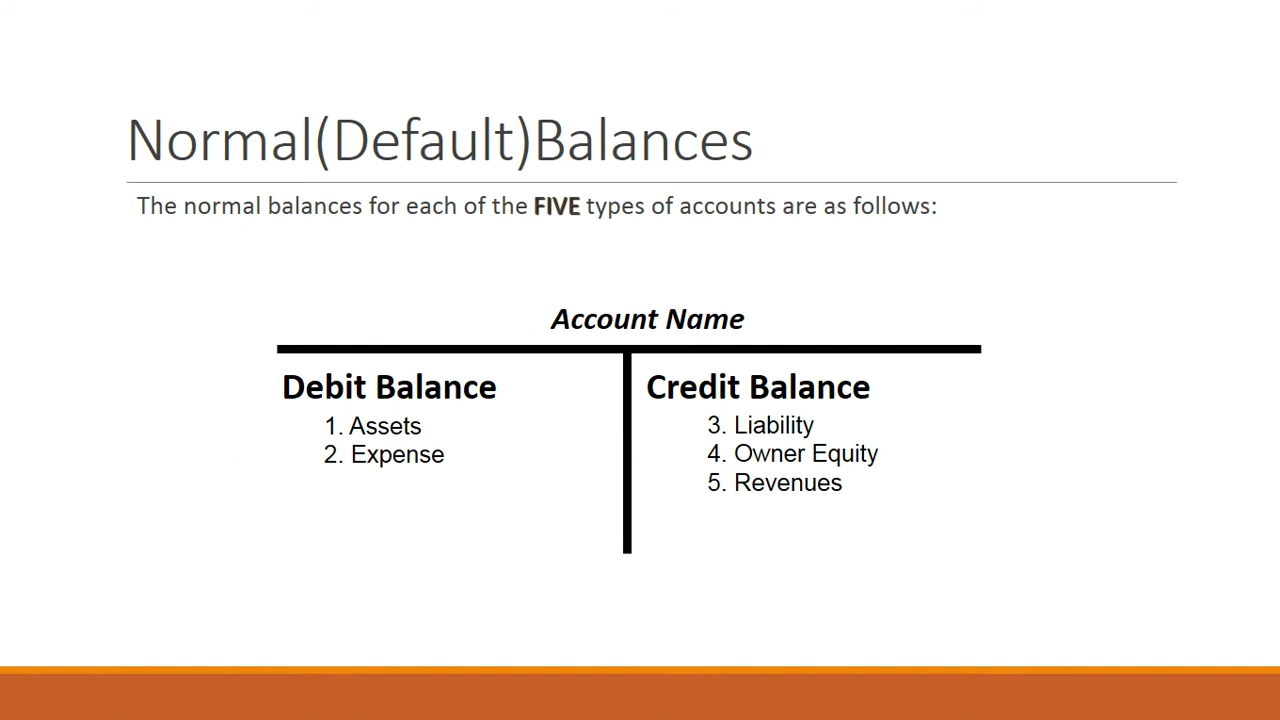 Normal(Default)Balances
The normal balances for each of the FIVE types of accounts are as follows:
Account Name
Debit Balance
1. Assets
2. Expense
Credit Balance
3. Liability
4. Owner Equity
5. Revenues